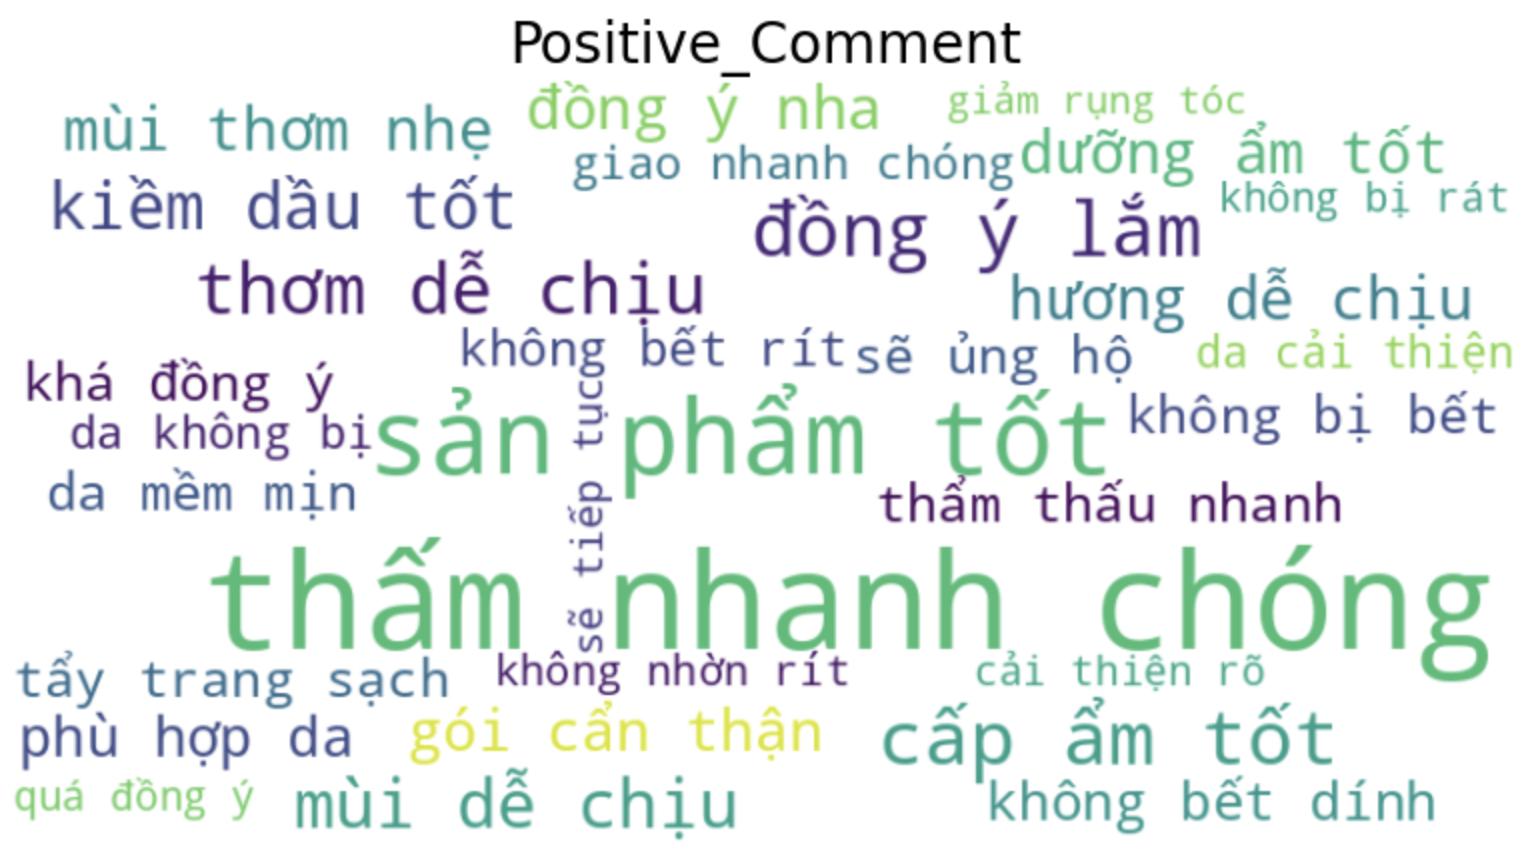 Positive_Comment
mùi thơm nhẹ
đồng ý nha
giảm rụng tóc
giao nhanh chóng
dưỡng ẩm tốt
kiềm dầu tốt
đồng ý lắm
không bị rát
thơm dễ chịu
hương dễ chịu
không bết rít
sẽ ủng hộ
da cải thiện
khá đồng ý
da không bị
sản phẩm tốt
không bị bết
da mềm mịn
sẽ tiếp tục
thẩm thấu nhanh
thấm nhanh chóng
tẩy trang sạch
không nhờn rít
cải thiện rõ
phù hợp da
gói cẩn thận
cấp ẩm tốt
quá đồng ý
mùi dễ chịu
không bết dính